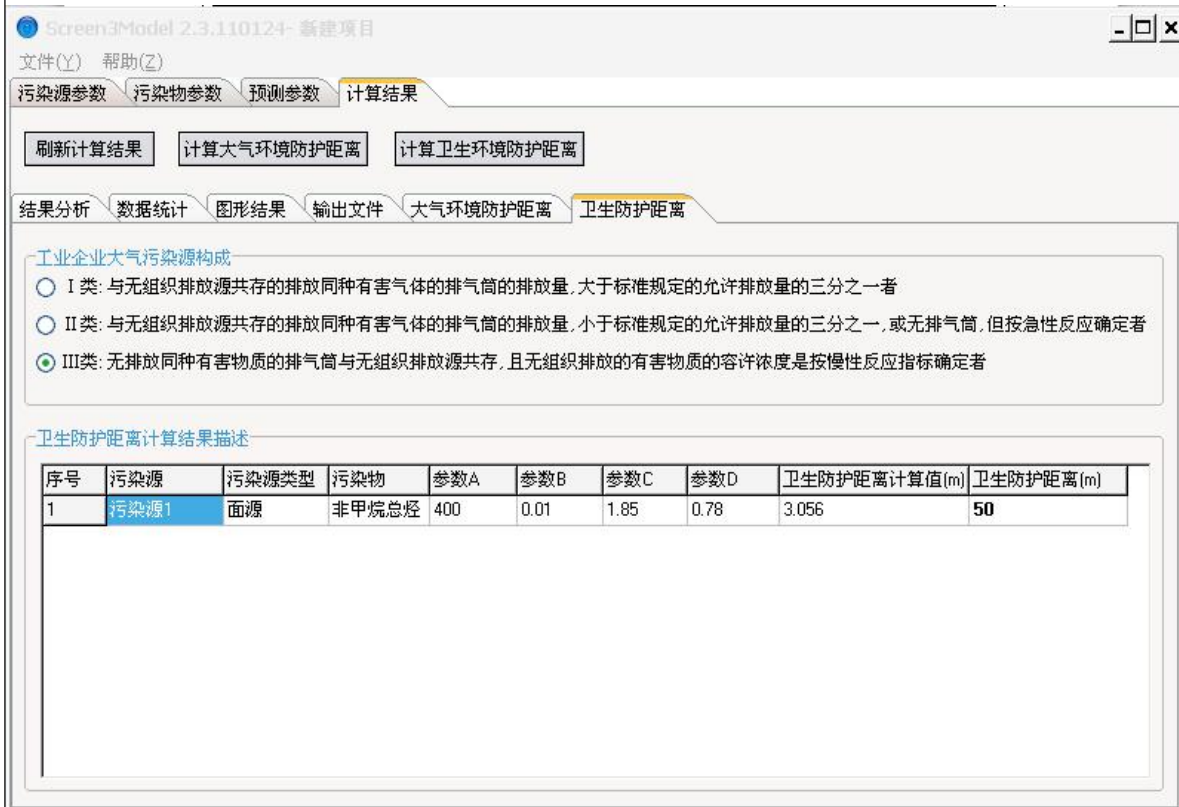 Screen3Model 2.3.110124- 新建项目
文件(Y) 帮助(Z)
污染源参数 污染物参数 预测参数 计算结果
刷新计算结果 计算大气环境防护距离 计算卫生环境防护距离
结果分析 数据统计 图形结果 输出文件 大气环境防护距离 卫生防护距离
工业企业大气污染源构成
I 类: 与无组织排放源共存的排放同种有害气体的排气筒的排放量,大于标准规定的允许排放量的三分之一者
II类: 与无组织排放源共存的排放同种有害气体的排气筒的排放量,小于标准规定的允许排放量的三分之一,或无排气筒,但按急性反应确定者
III类: 无排放同种有害物质的排气筒与无组织排放源共存,且无组织排放的有害物质的容许浓度是按慢性反应指标确定者
卫生防护距离计算结果描述
序号 污染源 污染源类型 污染物 参数A 参数B 参数C 参数D 卫生防护距离计算值(m) 卫生防护距离(m)
1 污染源1 面源 非甲烷总烃 400 0.01 1.85 0.78 3.056 50